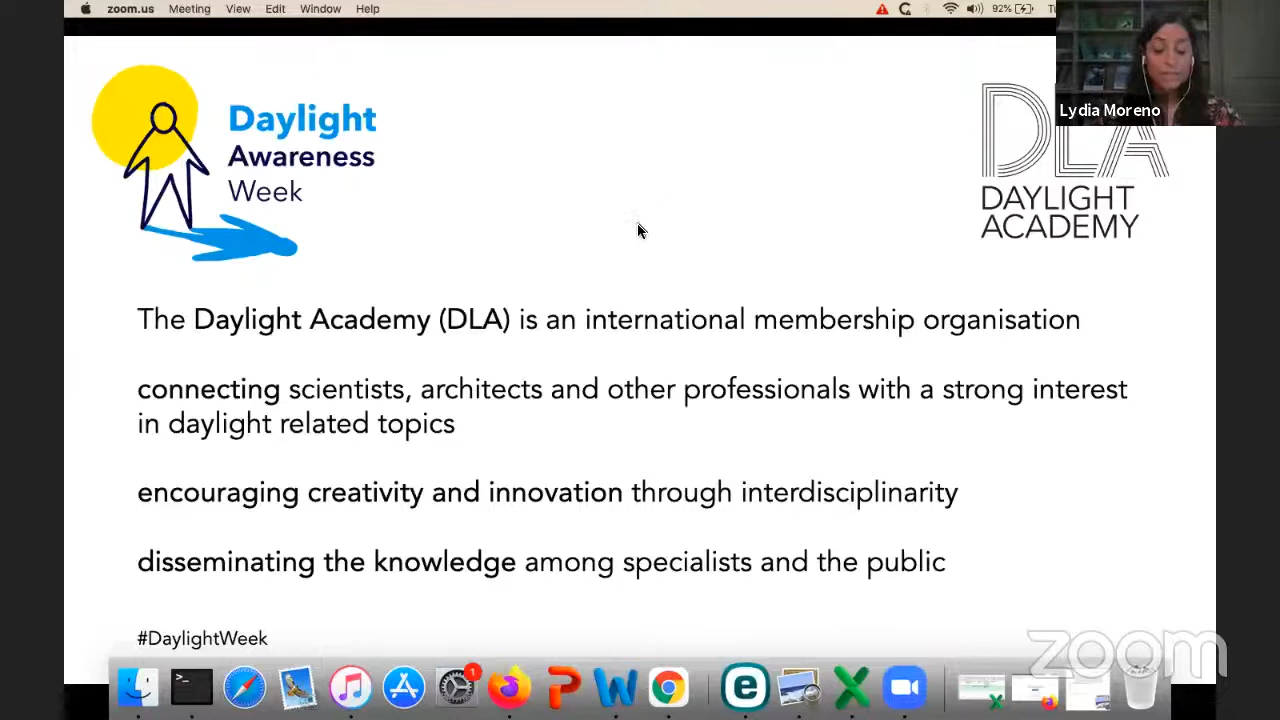 zoom.us Meeting View Edit Window Help
92%
Lydia Moreno
Daylight
Awareness
Week
DLA
DAYLIGHT
ACADEMY
The Daylight Academy (DLA) is an international membership organisation
connecting scientists, architects and other professionals with a strong interest
in daylight related topics
encouraging creativity and innovation through interdisciplinarity
disseminating the knowledge among specialists and the public
#DaylightWeek
zoom